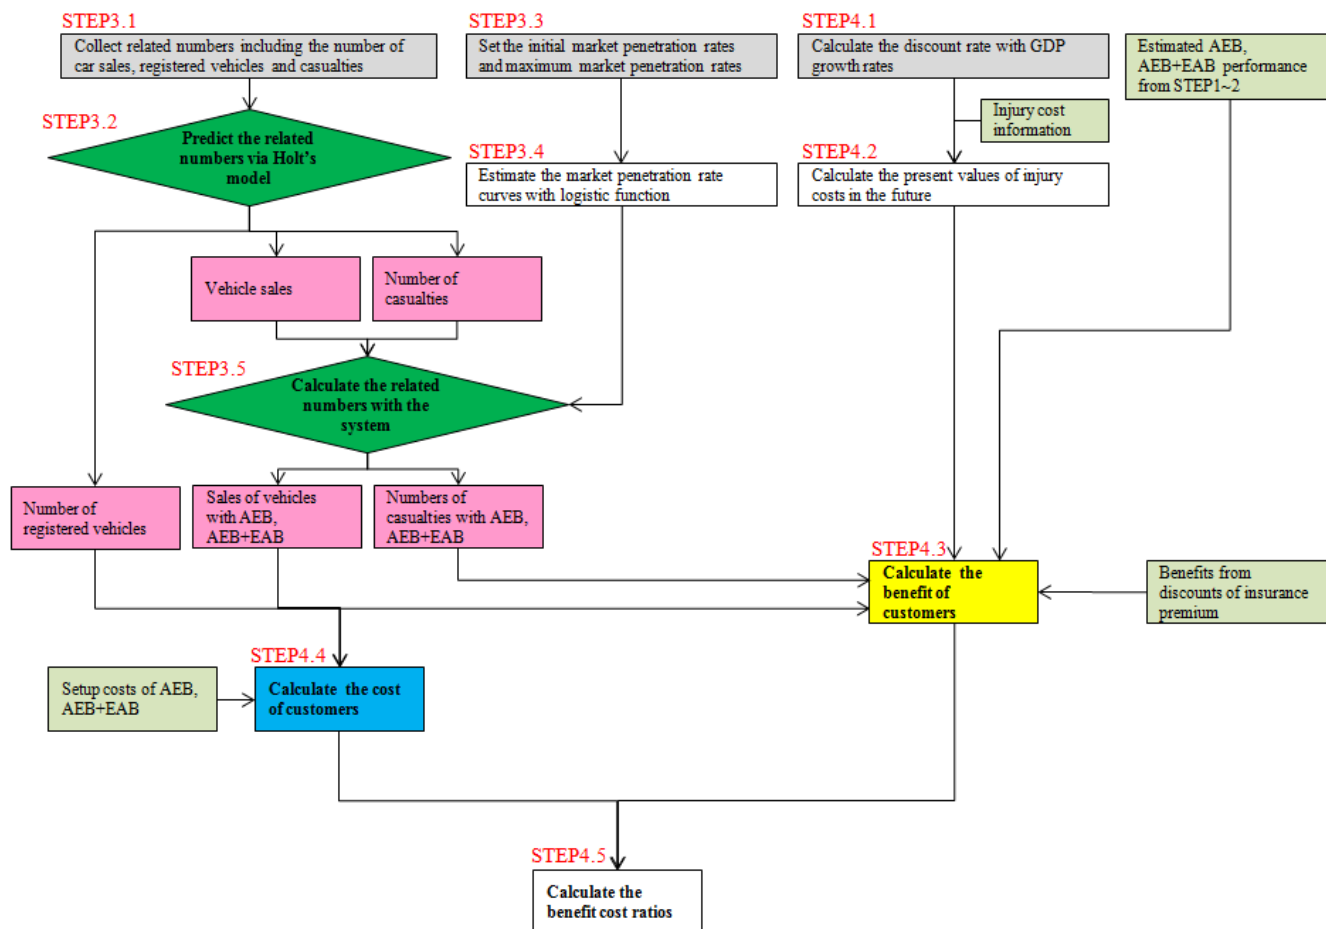 STEP3.1
Collect related numbers including the number of
car sales, registered vehicles and casualties
STEP3.3
Set the initial market penetration rates
and maximum market penetration rates
STEP4.1
Calculate the discount rate with GDP
growth rates
Estimated AEB,
AEB+EAB performance
from STEP1~2
Injury cost
information
STEP3.2
Predict the related
numbers via Holt's
model
STEP3.4
Estimate the market penetration rate
curves with logistic function
STEP4.2
Calculate the present values of injury
costs in the future
Vehicle sales
Number of
casualties
STEP3.5
Calculate the related
numbers with the
system
Number of
registered vehicles
Sales of vehicles
with AEB,
AEB+EAB
Numbers of
casualties with AEB,
AEB+EAB
STEP4.3
Calculate the
benefit of
customers
Benefits from
discounts of insurance
premium
STEP4.4
Setup costs of AEB,
AEB+EAB
Calculate the cost
of customers
STEP4.5
Calculate the
benefit cost ratios